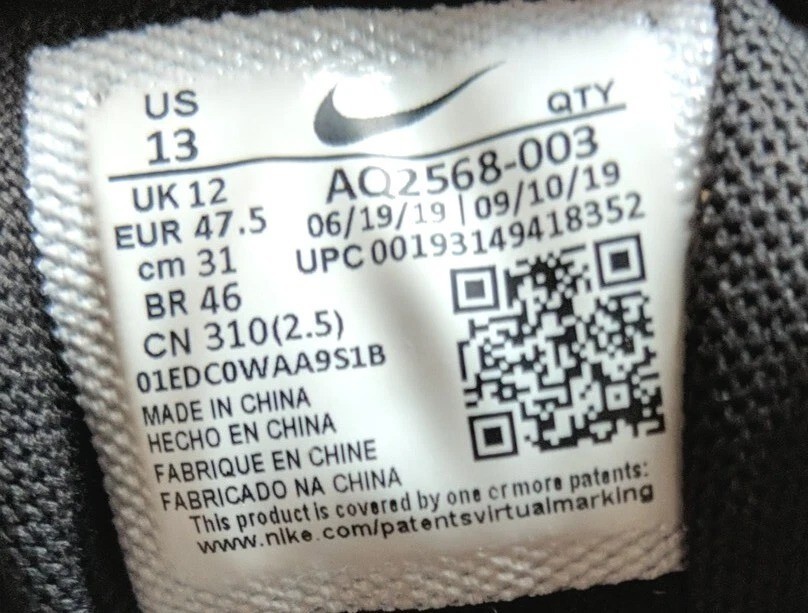 US QTY
13
AQ2568-003
UK 12
06/19/19 | 09/10/19
EUR 47.5
UPC 00193149418352
cm 31
BR 46
CN 310(2.5)
01EDC0WAA9S1B
MADE IN CHINA
HECHO EN CHINA
FABRIQUE EN CHINE
FABRICADO NA CHINA
This product is covered by one or more patents:
www.nike.com/patentsvirtualmarking